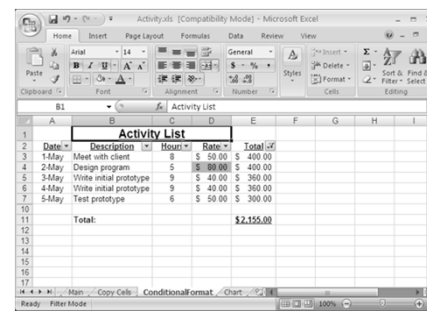 Activity.xls [Compatibility Mode] - Microsoft Excel
Home Insert Page Layout Formulas Data Review View
Paste
Arial 14 General Styles Insert Delete Format Sort & Filter Find & Select
Clipboard Font Alignment Number Cells Editing
B1 fx Activity List
A B C D E F G H I
1 Activity List
2 Date Description Hours Rate Total
3 1-May Meet with client 8 $ 50.00 $ 400.00
4 2-May Design program 5 $ 80.00 $ 400.00
5 3-May Write initial prototype 9 $ 40.00 $ 360.00
6 4-May Write initial prototype 9 $ 40.00 $ 360.00
7 5-May Test prototype 6 $ 50.00 $ 300.00
10
11 Total: $2,155.00
12
13
14
15
16
17
Main Copy Cells ConditionalFormat Chart
Ready Filter Mode 100%